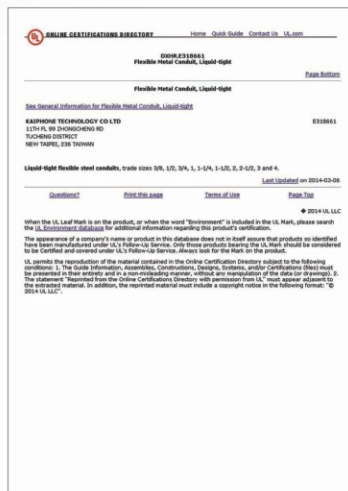 UL
ONLINE CERTIFICATIONS DIRECTORY
Home Quick Guide Contact Us UL.com
DXHR.E318661
Flexible Metal Conduit, Liquid-tight
Page Bottom
Flexible Metal Conduit, Liquid-tight
See General Information for Flexible Metal Conduit, Liquid-tight
KAIPHONE TECHNOLOGY CO LTD E318661
11TH FL 99 ZHONGCHENG RD
TUCHENG DISTRICT
NEW TAIPEI, 236 TAIWAN
Liquid-tight flexible steel conduits, trade sizes 3/8, 1/2, 3/4, 1, 1-1/4, 1-1/2, 2, 2-1/2, 3 and 4.
Last Updated on 2014-03-06
Questions? Print this page Terms of Use Page Top
� 2014 UL LLC
When the UL Leaf Mark is on the product, or when the word "Environment" is included in the UL Mark, please search
the UL Environment database for additional information regarding this product's certification.
The appearance of a company's name or product in this database does not in itself assure that products so identified
have been manufactured under UL's Follow-Up Service. Only those products bearing the UL Mark should be considered
to be Certified and covered under UL's Follow-Up Service. Always look for the Mark on the product.
UL permits the reproduction of the material contained in the Online Certification Directory subject to the following
conditions: 1. The Guide Information, Assemblies, Constructions, Designs, Systems, and/or Certifications (files) must
be presented in their entirety and in a non-misleading manner, without any manipulation of the data (or drawings). 2.
The statement "Reprinted from the Online Certifications Directory with permission from UL" must appear adjacent to
the extracted material. In addition, the reprinted material must include a copyright notice in the following format: "©
2014 UL LLC".